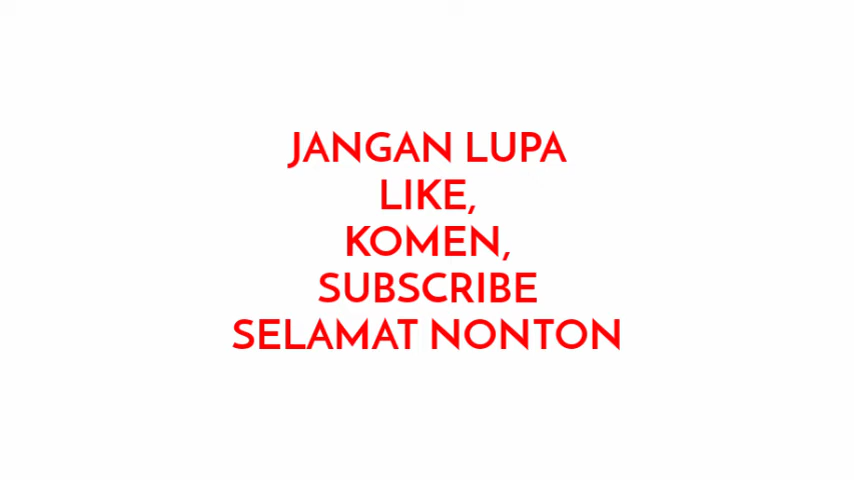 JANGAN LUPA
LIKE,
KOMEN,
SUBSCRIBE
SELAMAT NONTON